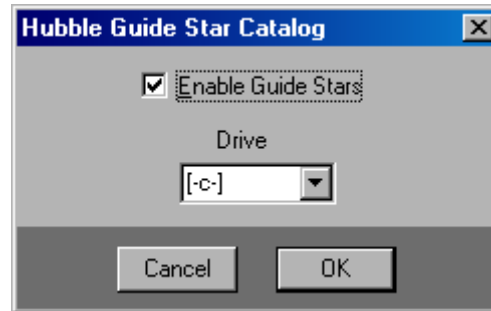 Hubble Guide Star Catalog
Enable Guide Stars
Drive
[-c-]
Cancel OK